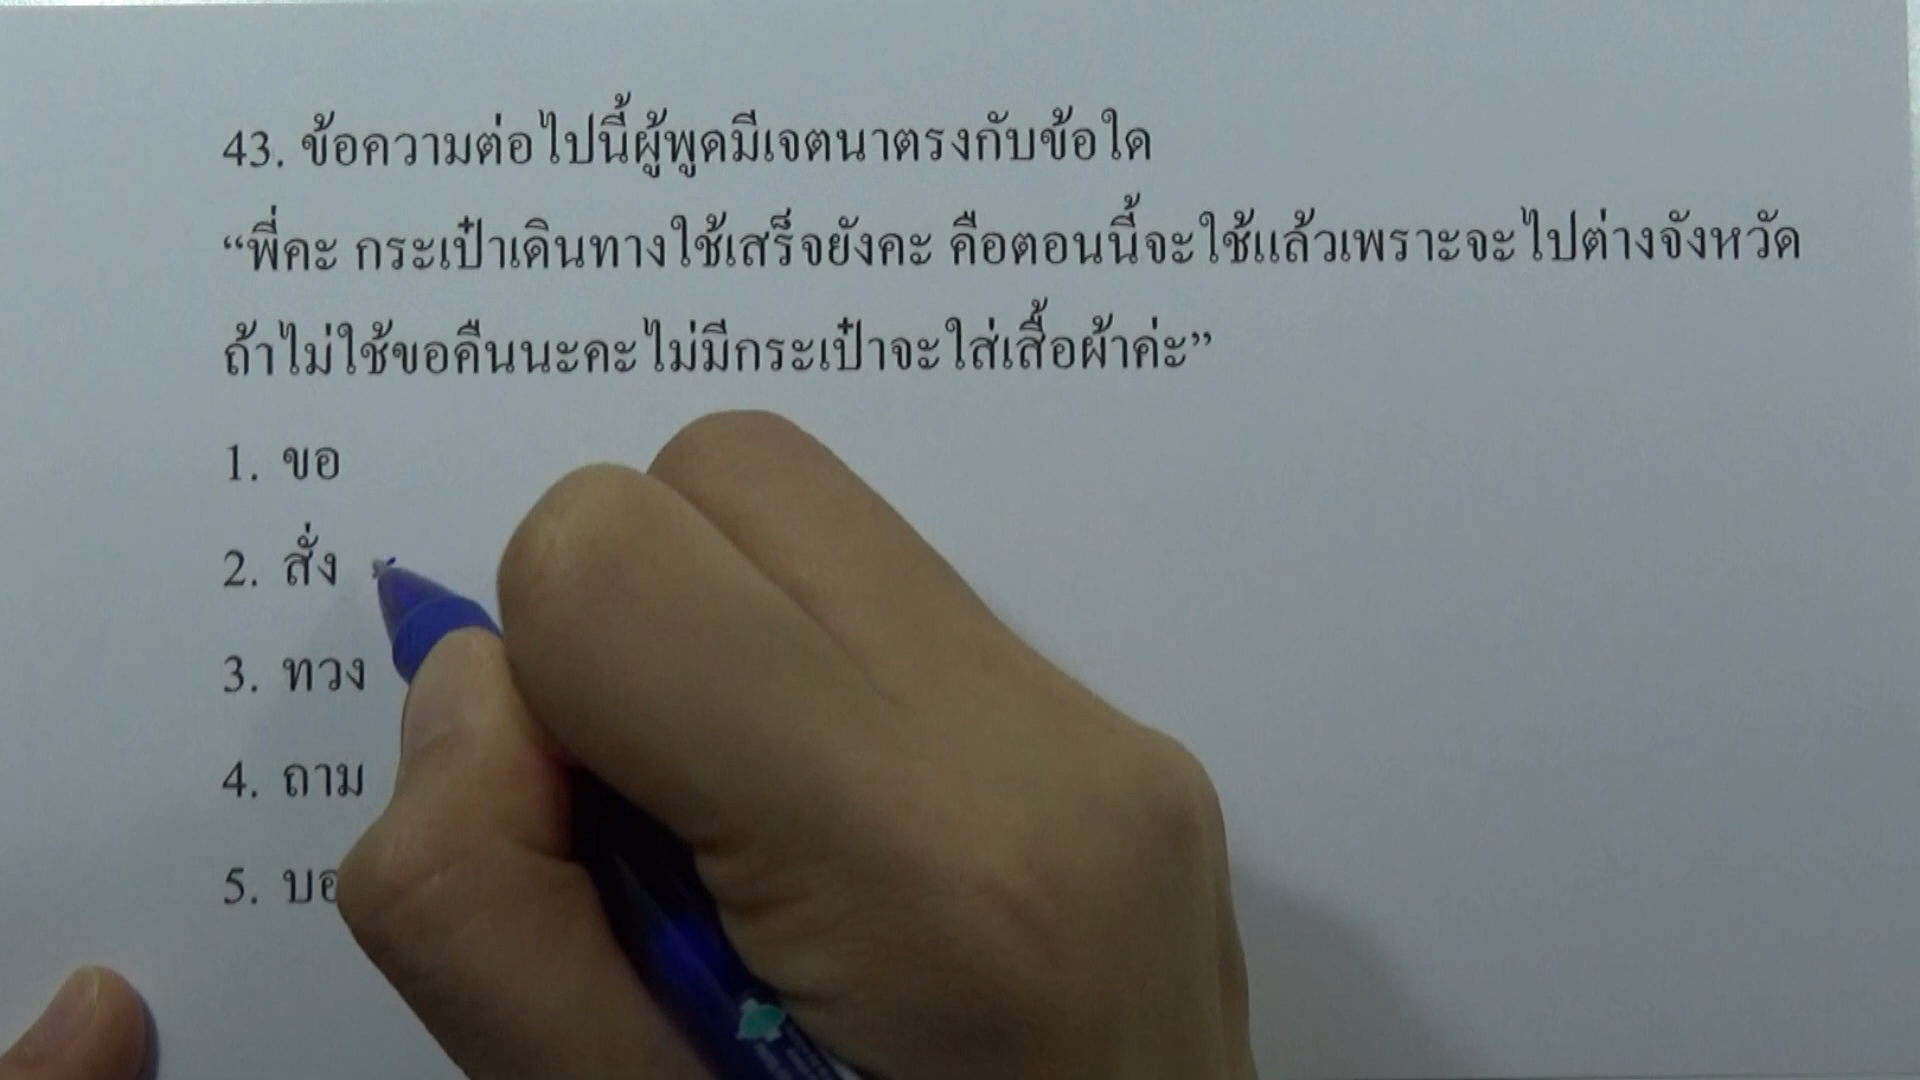 43. ข้อความต่อไปนี้ผู้พูดมีเจตนาตรงกับข้อใด
“พี่คะ กระเป๋าเดินทางใช้เสร็จยังคะ คือตอนนี้จะใช้แล้วเพราะจะไปต่างจังหวัด
ถ้าไม่ใช้ขอคืนนะคะไม่มีกระเป๋าจะใส่เสื้อผ้าค่ะ”
1. ขอ
2. สั่ง
3. ทวง
4. ถาม
5.